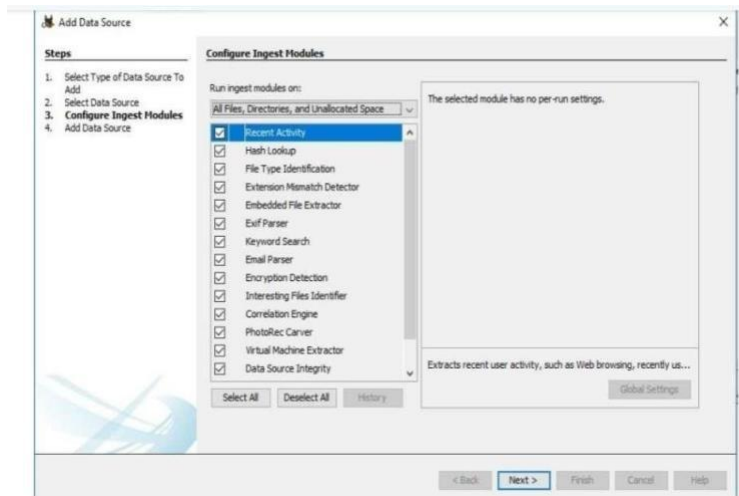 Add Data Source
Steps
1. Select Type of Data Source To
Add
2. Select Data Source
3. Configure Ingest Modules
4. Add Data Source
Configure Ingest Modules
Run ingest modules on:
All Files, Directories, and Unallocated Space
Recent Activity
Hash Lookup
File Type Identification
Extension Mismatch Detector
Embedded File Extractor
Exif Parser
Keyword Search
Email Parser
Encryption Detection
Interesting Files Identifier
Correlation Engine
PhotoRec Carver
Virtual Machine Extractor
Data Source Integrity
Select All Deselect All History
The selected module has no per-run settings.
Extracts recent user activity, such as Web browsing, recently us...
Global Settings
< Back Next > Finish Cancel Help